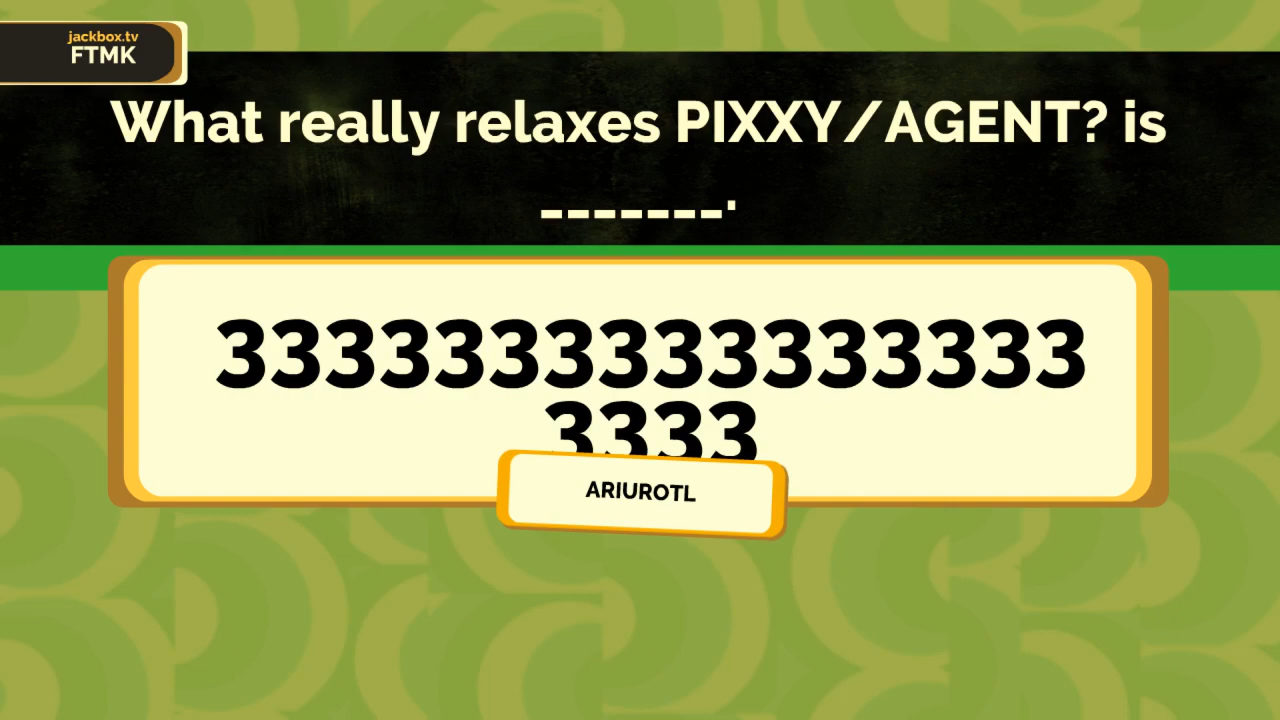 jackbox.tv
FTMK
What really relaxes PIXXY/AGENT? is
_______.
3333333333333333
3333
ARIUROTL